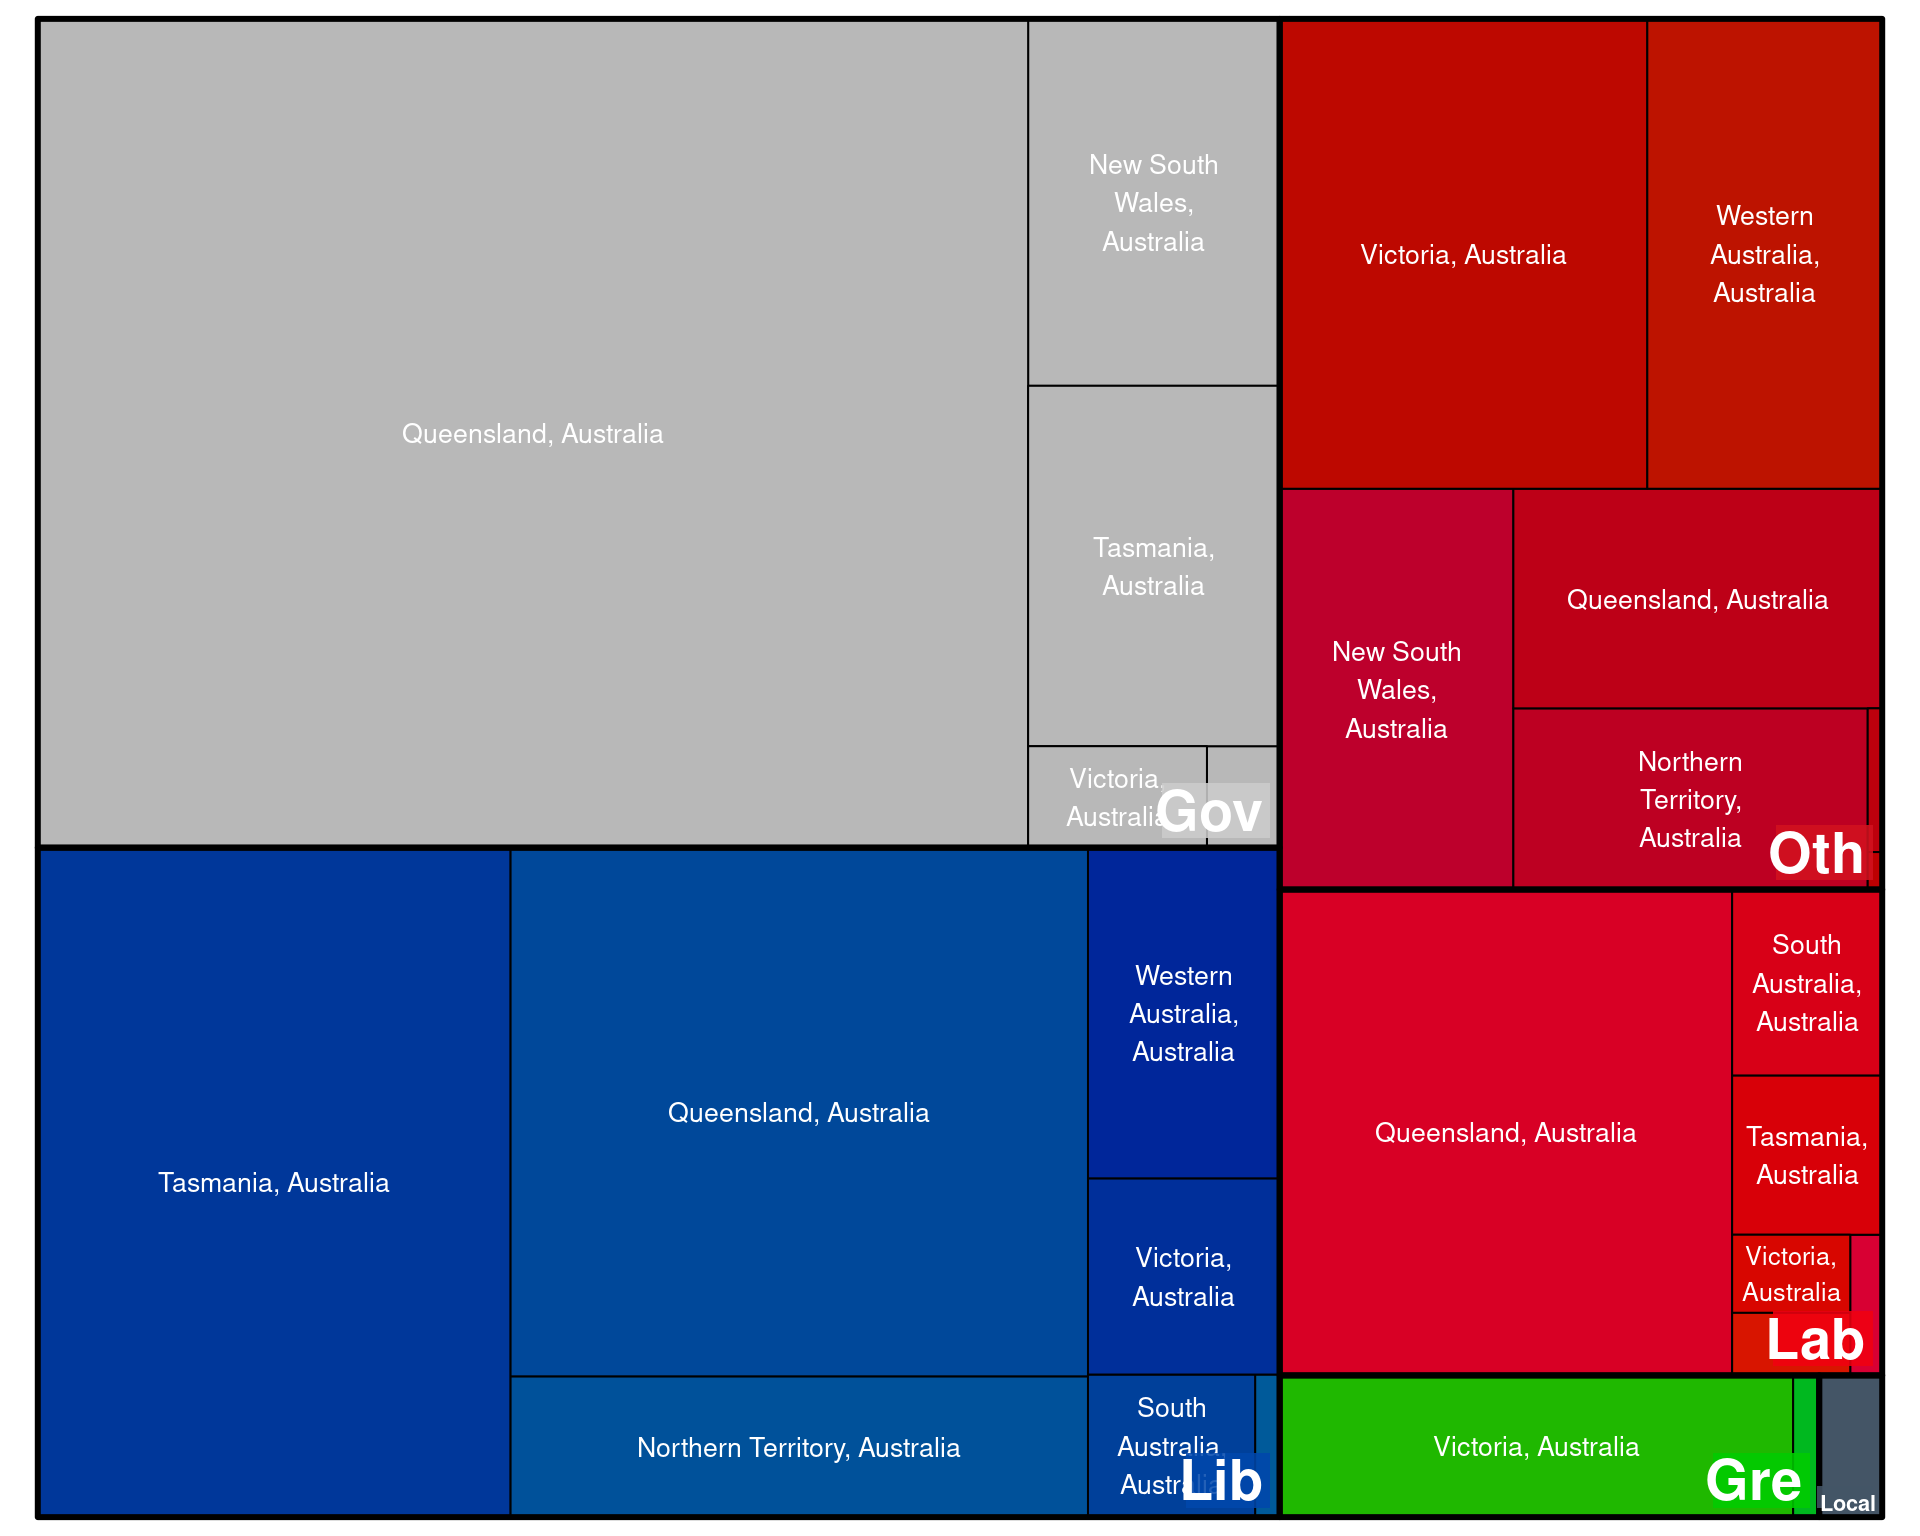 Queensland, Australia
New South
Wales,
Australia
Tasmania,
Australia
Victoria,
Australia
Gov
Victoria, Australia
Western
Australia,
Australia
New South
Wales,
Australia
Queensland, Australia
Northern
Territory,
Australia
Oth
Tasmania, Australia
Queensland, Australia
Northern Territory, Australia
Western
Australia,
Australia
Victoria,
Australia
South
Australia,
Australia
Lib
Queensland, Australia
South
Australia,
Australia
Tasmania,
Australia
Victoria,
Australia
Lab
Victoria, Australia
Gre
Local